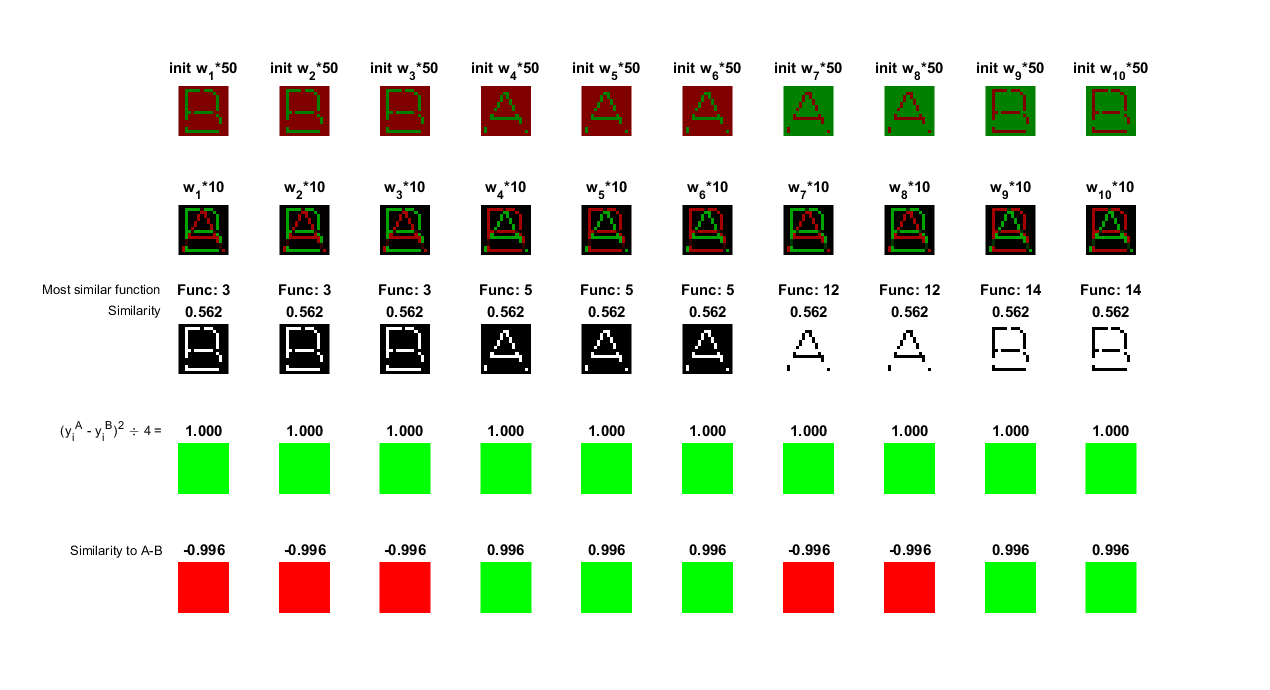 init w1*50 init w2*50 init w3*50 init w4*50 init w5*50 init w6*50 init w7*50 init w8*50 init w9*50 init w10*50
B B B A A A A A B B
w1*10 w2*10 w3*10 w4*10 w5*10 w6*10 w7*10 w8*10 w9*10 w10*10
Most similar function Func: 3 Func: 3 Func: 3 Func: 5 Func: 5 Func: 5 Func: 12 Func: 12 Func: 14 Func: 14
Similarity 0.562 0.562 0.562 0.562 0.562 0.562 0.562 0.562 0.562 0.562
B B B A A A A A B B
(yiA - yiB)2 ÷ 4 = 1.000 1.000 1.000 1.000 1.000 1.000 1.000 1.000 1.000 1.000
Similarity to A-B -0.996 -0.996 -0.996 0.996 0.996 0.996 -0.996 -0.996 0.996 0.996